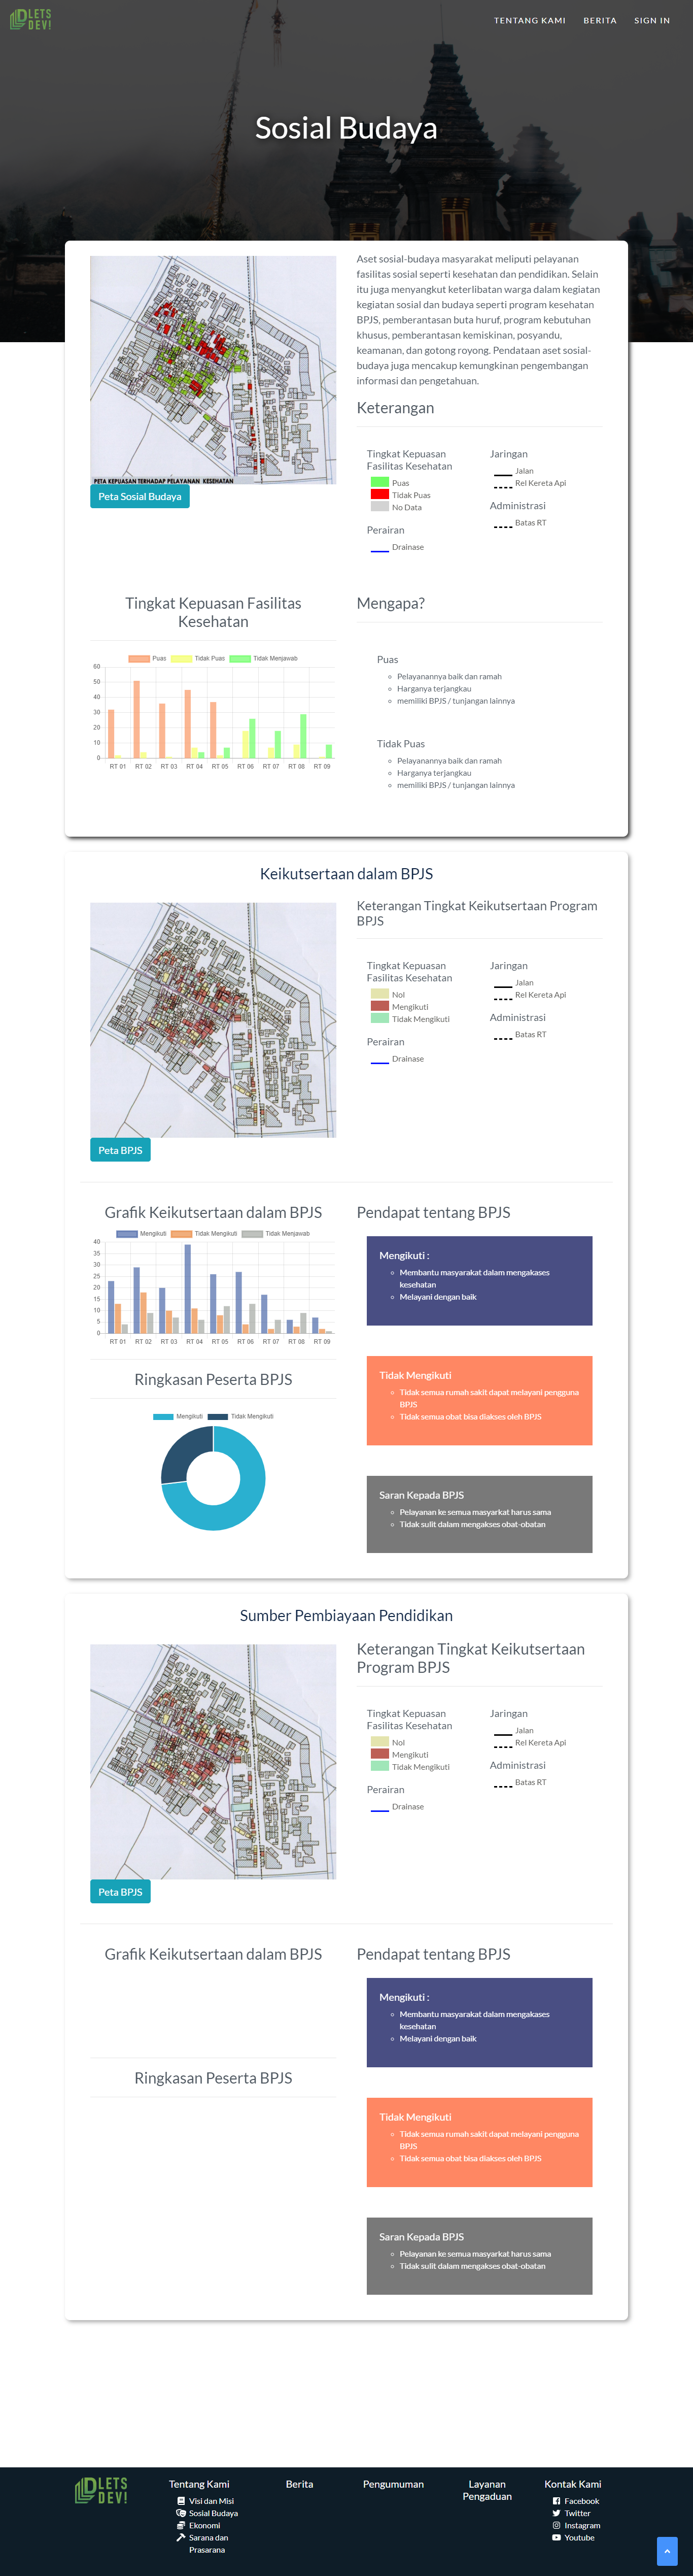 LETS
DEV!
TENTANG KAMI
BERITA
SIGN IN
Sosial Budaya
PETA KEPUASAN TERHADAP PELAYANAN KESEHATAN
Peta Sosial Budaya
Aset sosial-budaya masyarakat meliputi pelayanan
fasilitas sosial seperti kesehatan dan pendidikan. Selain
itu juga menyangkut keterlibatan warga dalam kegiatan
kegiatan sosial dan budaya seperti program kesehatan
BPJS, pemberantasan buta huruf, program kebutuhan
khusus, pemberantasan kemiskinan, posyandu,
keamanan, dan gotong royong. Pendataan aset sosial-
budaya juga mencakup kemungkinan pengembangan
informasi dan pengetahuan.
Keterangan
Tingkat Kepuasan
Fasilitas Kesehatan
Puas
Tidak Puas
No Data
Perairan
Drainase
Jaringan
Jalan
Rel Kereta Api
Administrasi
Batas RT
Tingkat Kepuasan Fasilitas
Kesehatan
Puas
Tidak Puas
Tidak Menjawab
60
50
40
30
20
10
0
RT 01
RT 02
RT 03
RT 04
RT 05
RT 06
RT 07
RT 08
RT 09
Mengapa?
Puas
Pelayanannya baik dan ramah
Harganya terjangkau
memiliki BPJS / tunjangan lainnya
Tidak Puas
Pelayanannya baik dan ramah
Harganya terjangkau
memiliki BPJS / tunjangan lainnya
Keikutsertaan dalam BPJS
Peta BPJS
Keterangan Tingkat Keikutsertaan Program
BPJS
Tingkat Kepuasan
Fasilitas Kesehatan
Nol
Mengikuti
Tidak Mengikuti
Perairan
Drainase
Jaringan
Jalan
Rel Kereta Api
Administrasi
Batas RT
Grafik Keikutsertaan dalam BPJS
Mengikuti
Tidak Mengikuti
Tidak Menjawab
40
35
30
25
20
15
10
5
0
RT 01
RT 02
RT 03
RT 04
RT 05
RT 06
RT 07
RT 08
RT 09
Ringkasan Peserta BPJS
Mengikuti
Tidak Mengikuti
Pendapat tentang BPJS
Mengikuti :
Membantu masyarakat dalam mengakases
kesehatan
Melayani dengan baik
Tidak Mengikuti
Tidak semua rumah sakit dapat melayani pengguna
BPJS
Tidak semua obat bisa diakses oleh BPJS
Saran Kepada BPJS
Pelayanan ke semua masyarkat harus sama
Tidak sulit dalam mengakses obat-obatan
Sumber Pembiayaan Pendidikan
Peta BPJS
Keterangan Tingkat Keikutsertaan
Program BPJS
Tingkat Kepuasan
Fasilitas Kesehatan
Nol
Mengikuti
Tidak Mengikuti
Perairan
Drainase
Jaringan
Jalan
Rel Kereta Api
Administrasi
Batas RT
Grafik Keikutsertaan dalam BPJS
Ringkasan Peserta BPJS
Pendapat tentang BPJS
Mengikuti :
Membantu masyarakat dalam mengakases
kesehatan
Melayani dengan baik
Tidak Mengikuti
Tidak semua rumah sakit dapat melayani pengguna
BPJS
Tidak semua obat bisa diakses oleh BPJS
Saran Kepada BPJS
Pelayanan ke semua masyarkat harus sama
Tidak sulit dalam mengakses obat-obatan
LETS
DEV!
Tentang Kami
Visi dan Misi
Sosial Budaya
Ekonomi
Sarana dan
Prasarana
Berita
Pengumuman
Layanan
Pengaduan
Kontak Kami
Facebook
Twitter
Instagram
Youtube